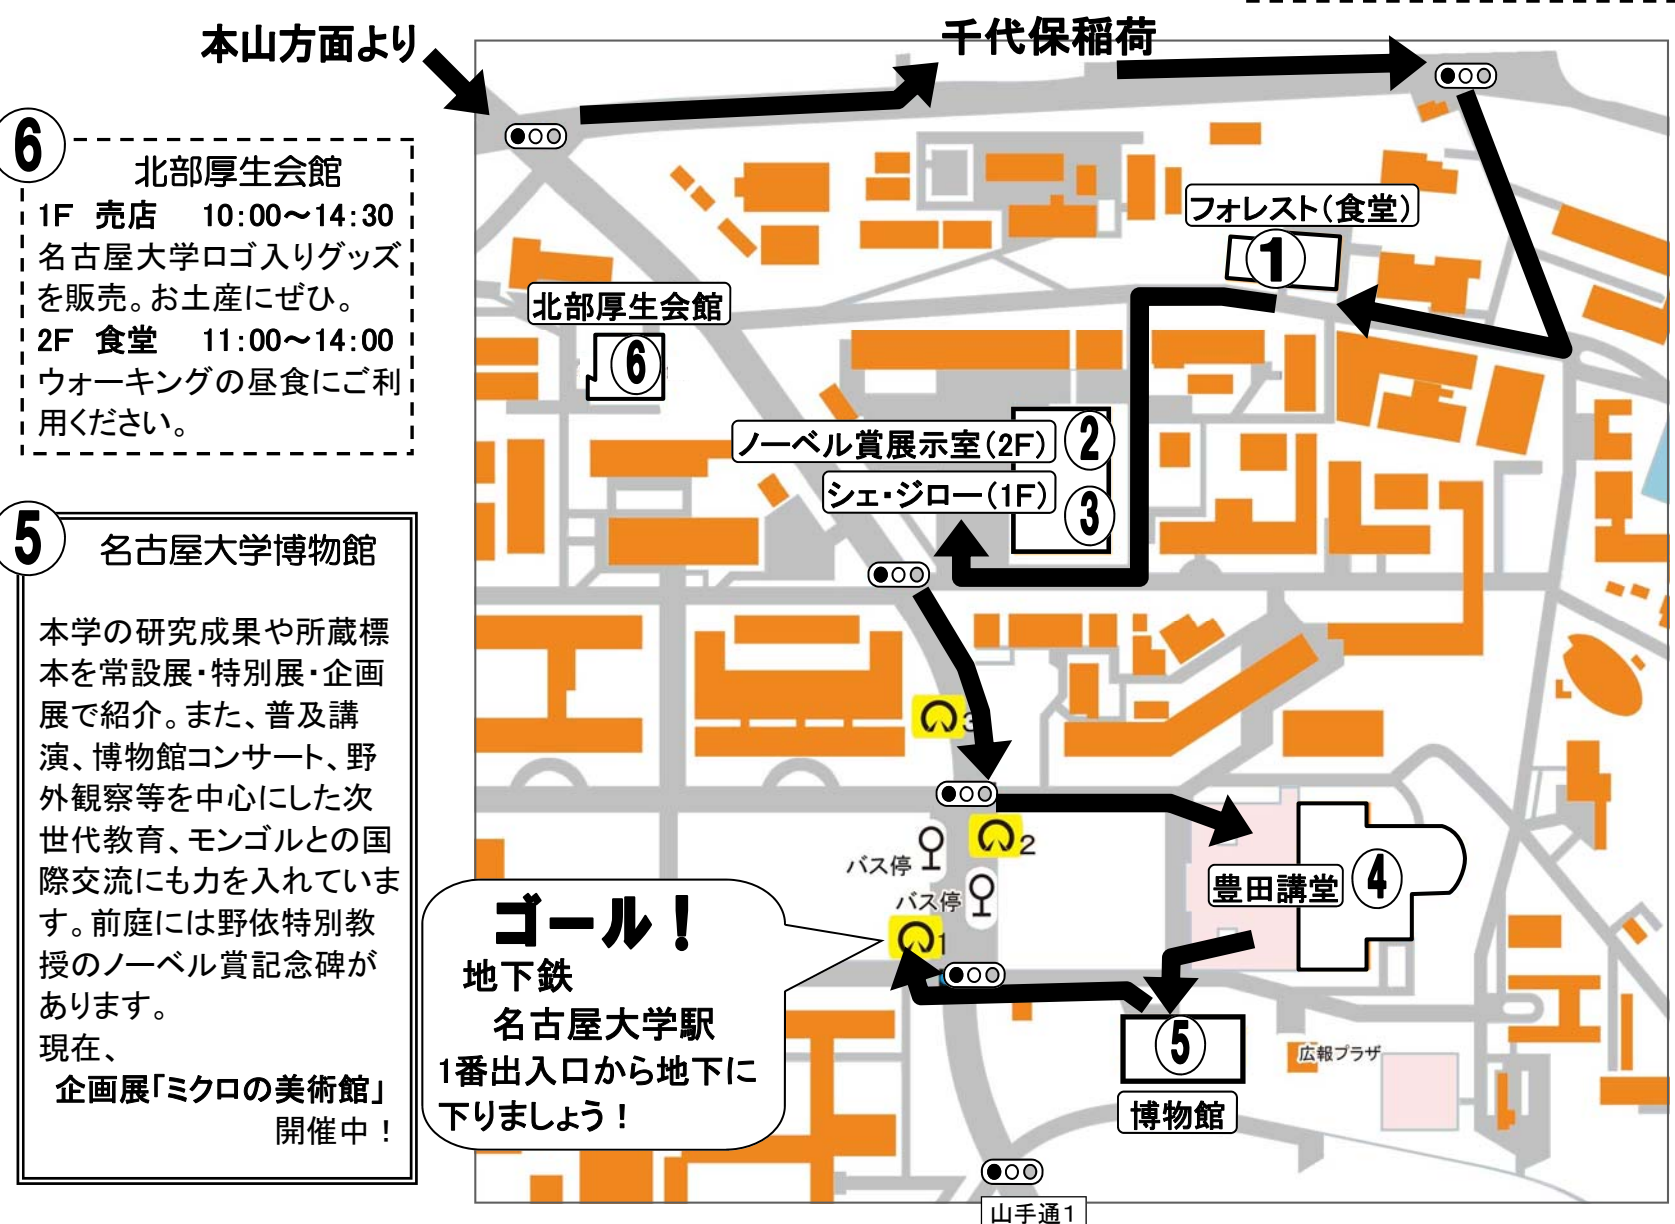 本山方面より
千代保稲荷
6
北部厚生会館
1F 売店 10:00～14:30
名古屋大学ロゴ入りグッズ
を販売。お土産にぜひ。
2F 食堂 11:00～14:00
ウォーキングの昼食にご利
用ください。
5
名古屋大学博物館
本学の研究成果や所蔵標
本を常設展・特別展・企画
展で紹介。また、普及講
演、博物館コンサート、野
外観察等を中心にした次
世代教育、モンゴルとの国
際交流にも力を入れていま
す。前庭には野依特別教
授のノーベル賞記念碑が
あります。
現在、
企画展「ミクロの美術館」
開催中！
フォレスト（食堂）
1
北部厚生会館
6
ノーベル賞展示室（2F）
2
シェ・ジロー（1F）
3
3
2
バス停
バス停
1
豊田講堂
4
ゴール！
地下鉄
名古屋大学駅
1番出入口から地下に
下りましょう！
5
博物館
広報プラザ
山手通1